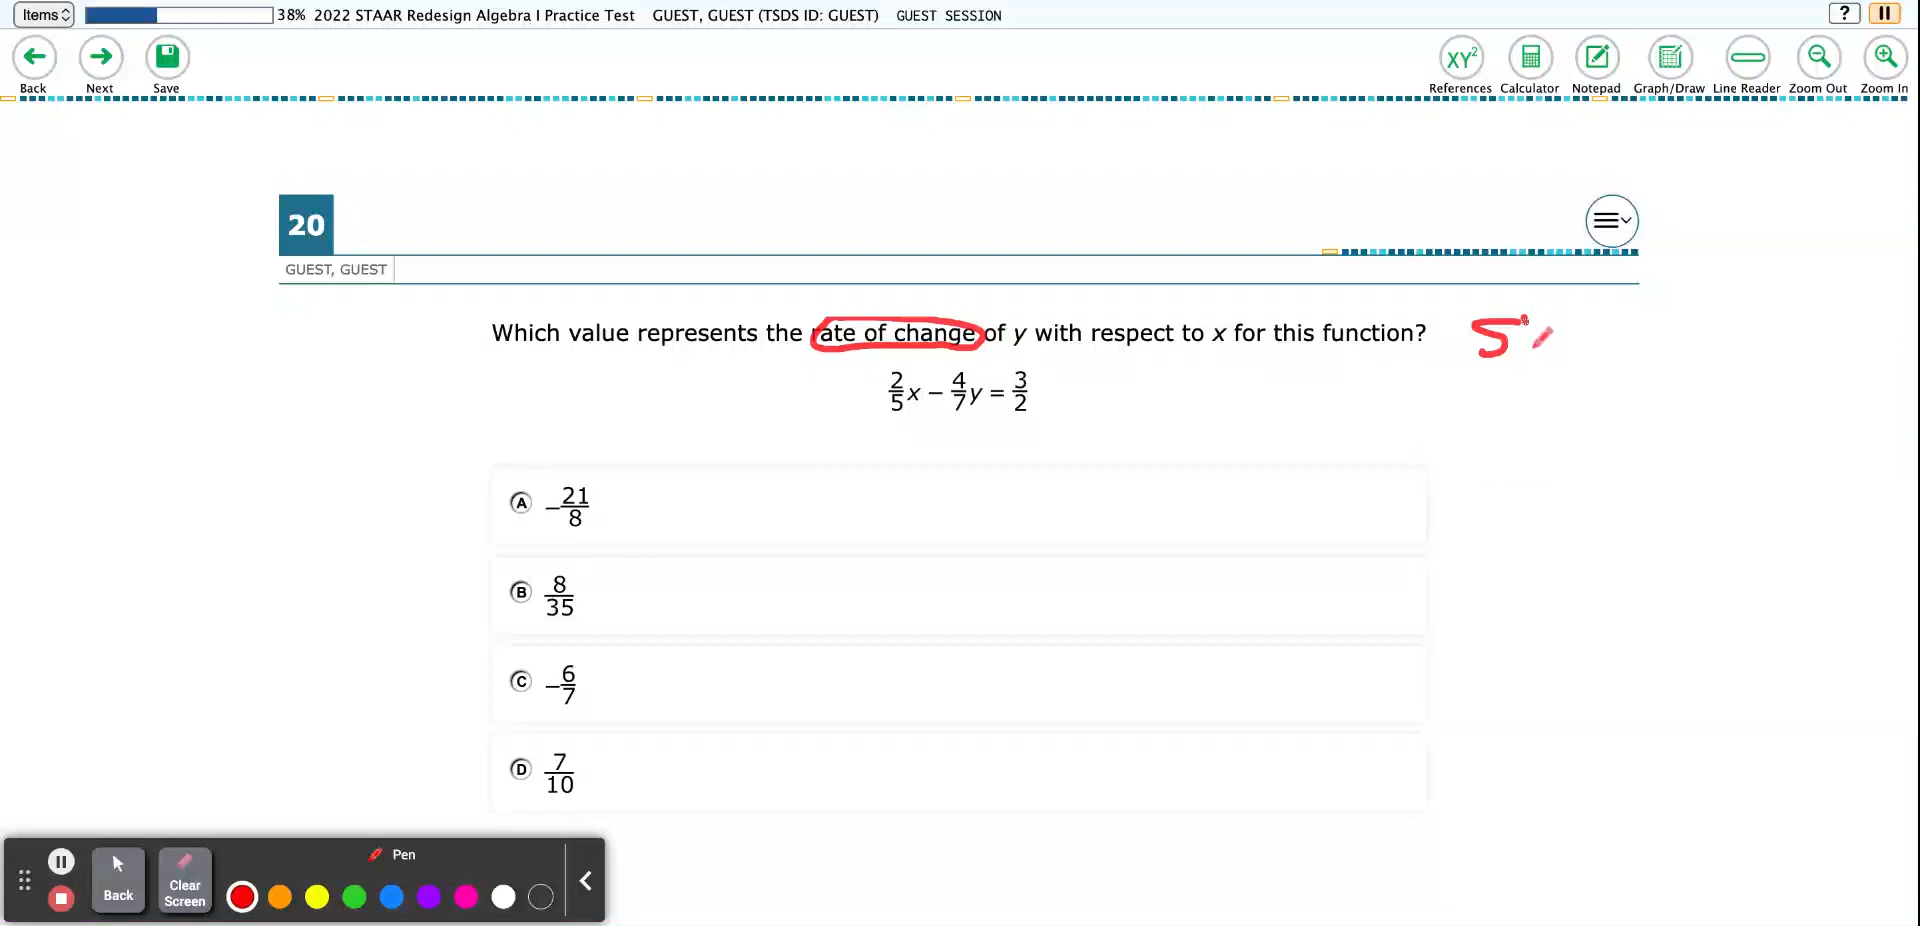 Items 38% 2022 STAAR Redesign Algebra I Practice Test GUEST, GUEST (TSDS ID: GUEST) GUEST SESSION ?
XY²
Back Next Save References Calculator Notepad Graph/Draw Line Reader Zoom Out Zoom In
20
GUEST, GUEST
Which value represents the rate of change of y with respect to x for this function? S
2/5 x − 4/7 y = 3/2
A −21/8
B 8/35
C −6/7
D 7/10
Pen
Back Clear Screen